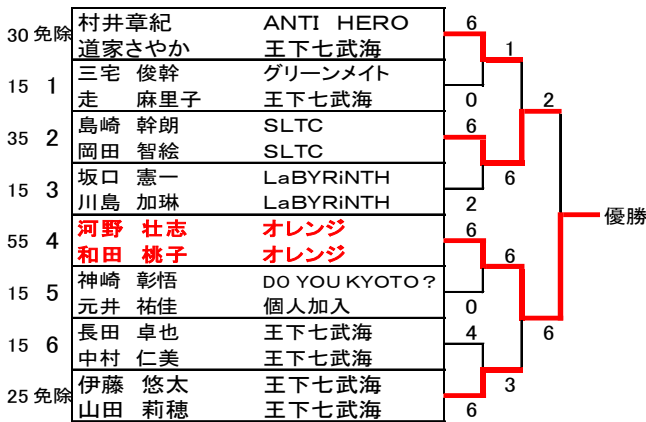 村井章紀 ANTI HERO 6
30 免除
道家さやか 王下七武海 1
三宅 俊幹 グリーンメイト
15 1
走 麻里子 王下七武海 0 2
島崎 幹朗 SLTC 6
35 2
岡田 智絵 SLTC
坂口 憲一 LaBYRiNTH 6
15 3
川島 加琳 LaBYRiNTH 2
優勝
河野 壮志 オレンジ 6
55 4
和田 桃子 オレンジ 6
神崎 彰悟 DO YOU KYOTO?
15 5
元井 祐佳 個人加入 0
長田 卓也 王下七武海 4 6
15 6
中村 仁美 王下七武海
伊藤 悠太 王下七武海 3
25 免除
山田 莉穂 王下七武海 6